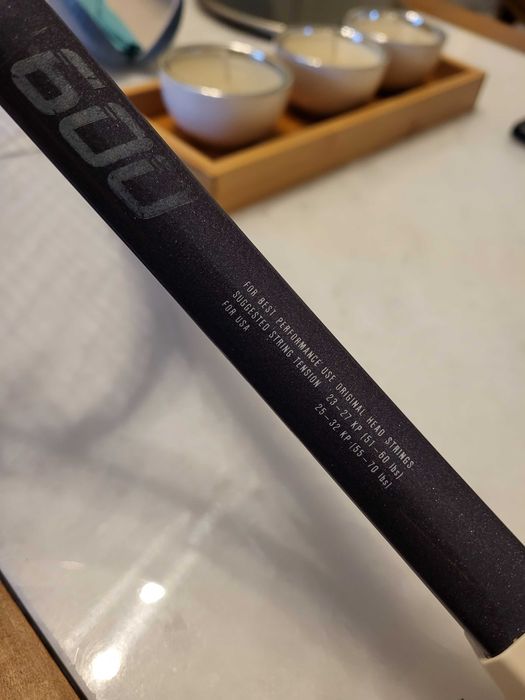 600
FOR BEST PERFORMANCE USE ORIGINAL HEAD STRINGS
SUGGESTED STRING TENSION 23-27 KP (51-60 lbs)
FOR USA 25-32 KP (55-70 lbs)